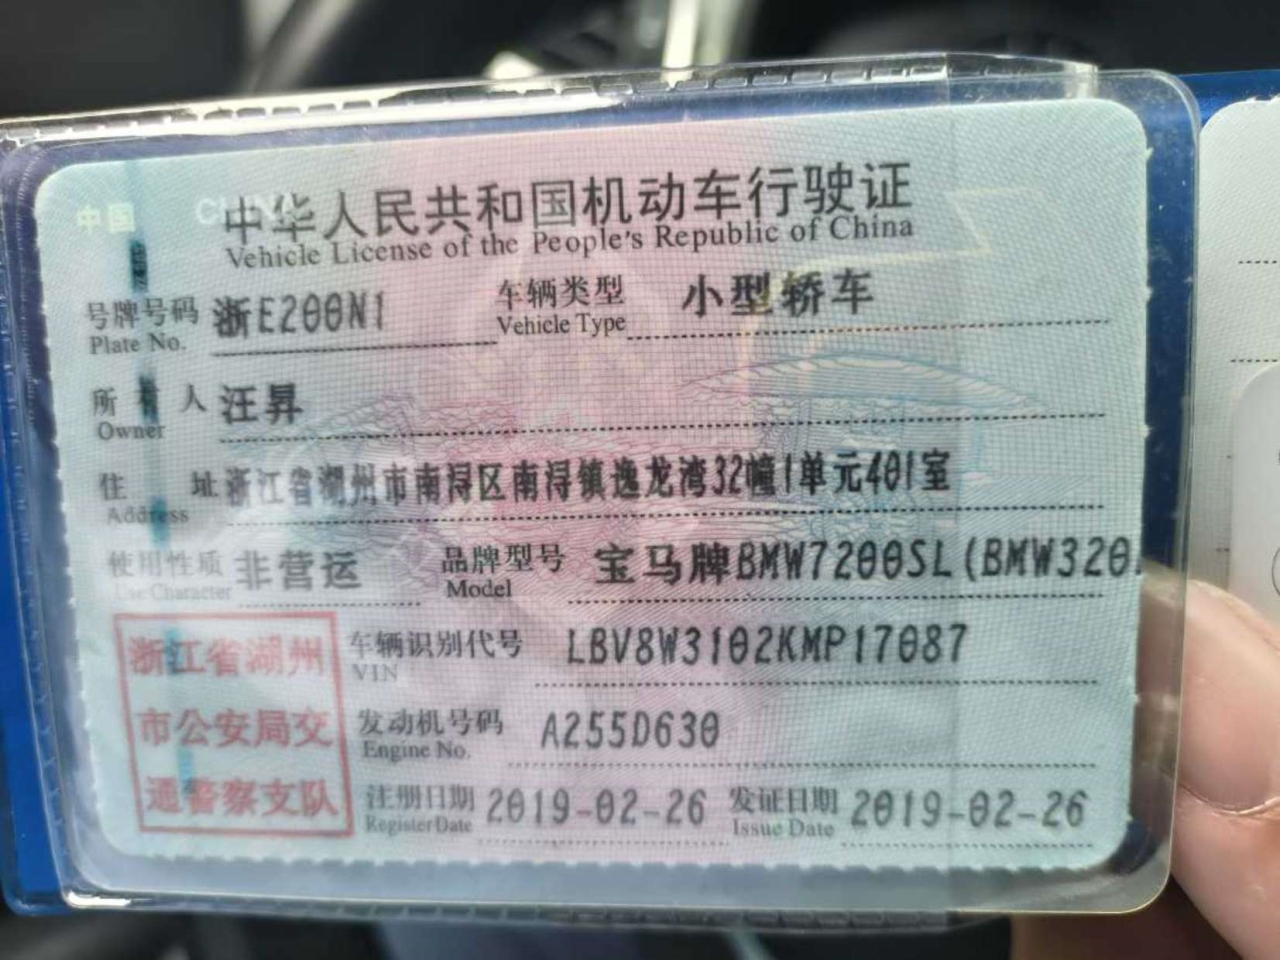 中国 CHINA
中华人民共和国机动车行驶证
Vehicle License of the People's Republic of China
号牌号码 浙E200N1 车辆类型 小型轿车
Plate No. Vehicle Type
所有人 汪昇
Owner
住址 浙江省湖州市南浔区南浔镇逸龙湾32幢1单元401室
Address
使用性质 非营运 品牌型号 宝马牌BMW7200SL(BMW320
Use Character Model
浙江省湖州
市公安局交
通警察支队
车辆识别代号 LBV8W3102KMP17087
VIN
发动机号码 A255D630
Engine No.
注册日期 2019-02-26 发证日期 2019-02-26
Register Date Issue Date